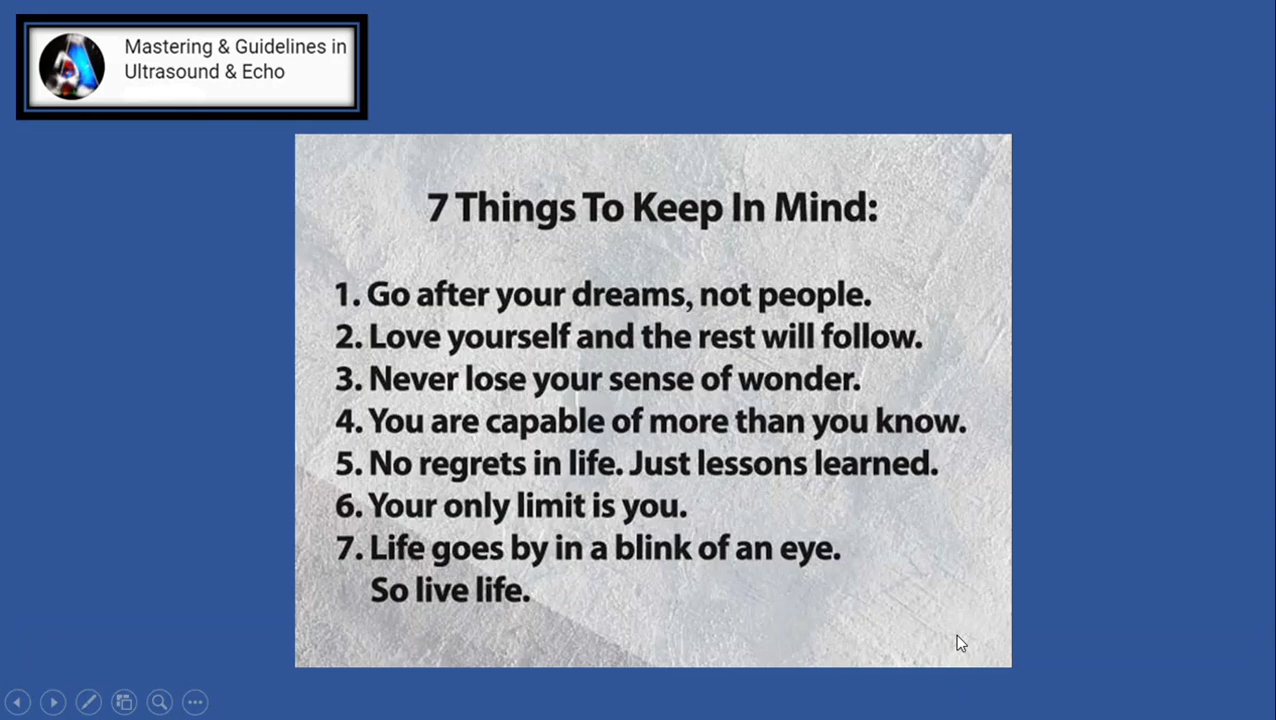 Mastering & Guidelines in
Ultrasound & Echo
7 Things To Keep In Mind:
1. Go after your dreams, not people.
2. Love yourself and the rest will follow.
3. Never lose your sense of wonder.
4. You are capable of more than you know.
5. No regrets in life. Just lessons learned.
6. Your only limit is you.
7. Life goes by in a blink of an eye.
So live life.